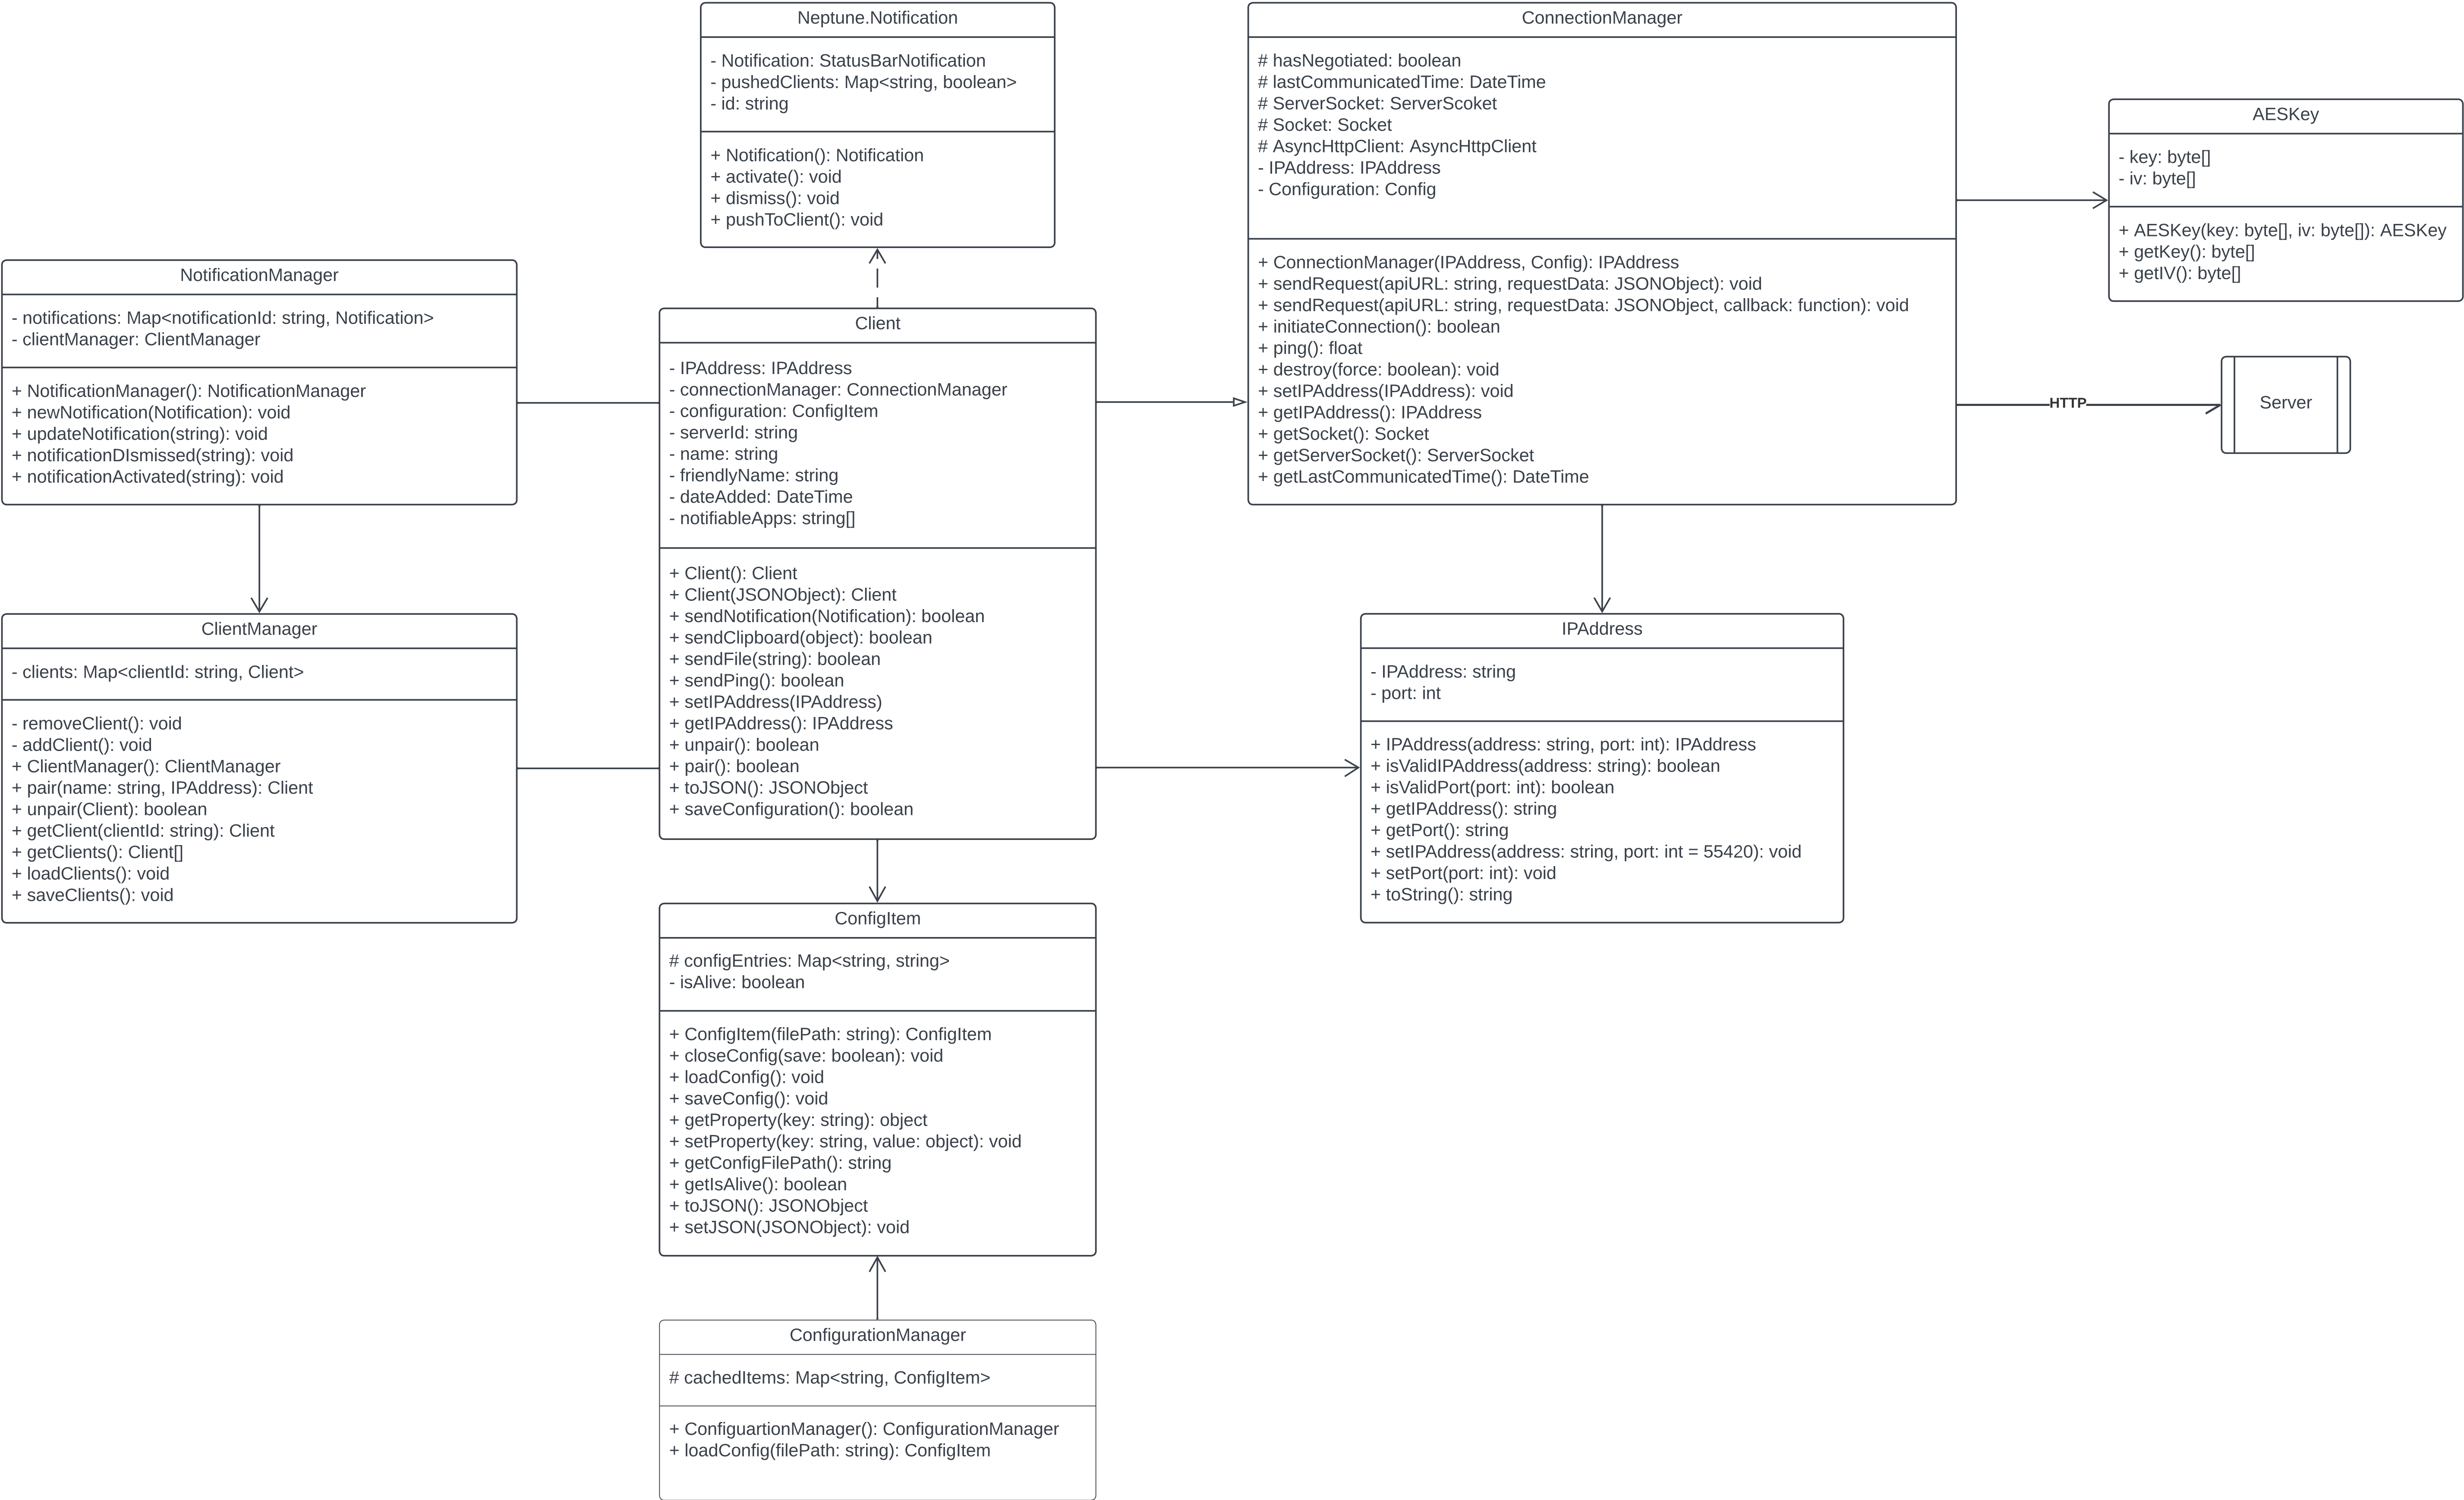 Neptune.Notification
- Notification: StatusBarNotification
- pushedClients: Map<string, boolean>
- id: string
+ Notification(): Notification
+ activate(): void
+ dismiss(): void
+ pushToClient(): void
ConnectionManager
# hasNegotiated: boolean
# lastCommunicatedTime: DateTime
# ServerSocket: ServerScoket
# Socket: Socket
# AsyncHttpClient: AsyncHttpClient
- IPAddress: IPAddress
- Configuration: Config
+ ConnectionManager(IPAddress, Config): IPAddress
+ sendRequest(apiURL: string, requestData: JSONObject): void
+ sendRequest(apiURL: string, requestData: JSONObject, callback: function): void
+ initiateConnection(): boolean
+ ping(): float
+ destroy(force: boolean): void
+ setIPAddress(IPAddress): void
+ getIPAddress(): IPAddress
+ getSocket(): Socket
+ getServerSocket(): ServerSocket
+ getLastCommunicatedTime(): DateTime
AESKey
- key: byte[]
- iv: byte[]
+ AESKey(key: byte[], iv: byte[]): AESKey
+ getKey(): byte[]
+ getIV(): byte[]
HTTP
Server
NotificationManager
- notifications: Map<notificationId: string, Notification>
- clientManager: ClientManager
+ NotificationManager(): NotificationManager
+ newNotification(Notification): void
+ updateNotification(string): void
+ notificationDIsmissed(string): void
+ notificationActivated(string): void
Client
- IPAddress: IPAddress
- connectionManager: ConnectionManager
- configuration: ConfigItem
- serverId: string
- name: string
- friendlyName: string
- dateAdded: DateTime
- notifiableApps: string[]
+ Client(): Client
+ Client(JSONObject): Client
+ sendNotification(Notification): boolean
+ sendClipboard(object): boolean
+ sendFile(string): boolean
+ sendPing(): boolean
+ setIPAddress(IPAddress)
+ getIPAddress(): IPAddress
+ unpair(): boolean
+ pair(): boolean
+ toJSON(): JSONObject
+ saveConfiguration(): boolean
ClientManager
- clients: Map<clientId: string, Client>
- removeClient(): void
- addClient(): void
+ ClientManager(): ClientManager
+ pair(name: string, IPAddress): Client
+ unpair(Client): boolean
+ getClient(clientId: string): Client
+ getClients(): Client[]
+ loadClients(): void
+ saveClients(): void
IPAddress
- IPAddress: string
- port: int
+ IPAddress(address: string, port: int): IPAddress
+ isValidIPAddress(address: string): boolean
+ isValidPort(port: int): boolean
+ getIPAddress(): string
+ getPort(): string
+ setIPAddress(address: string, port: int = 55420): void
+ setPort(port: int): void
+ toString(): string
ConfigItem
# configEntries: Map<string, string>
- isAlive: boolean
+ ConfigItem(filePath: string): ConfigItem
+ closeConfig(save: boolean): void
+ loadConfig(): void
+ saveConfig(): void
+ getProperty(key: string): object
+ setProperty(key: string, value: object): void
+ getConfigFilePath(): string
+ getIsAlive(): boolean
+ toJSON(): JSONObject
+ setJSON(JSONObject): void
ConfigurationManager
# cachedItems: Map<string, ConfigItem>
+ ConfiguartionManager(): ConfigurationManager
+ loadConfig(filePath: string): ConfigItem